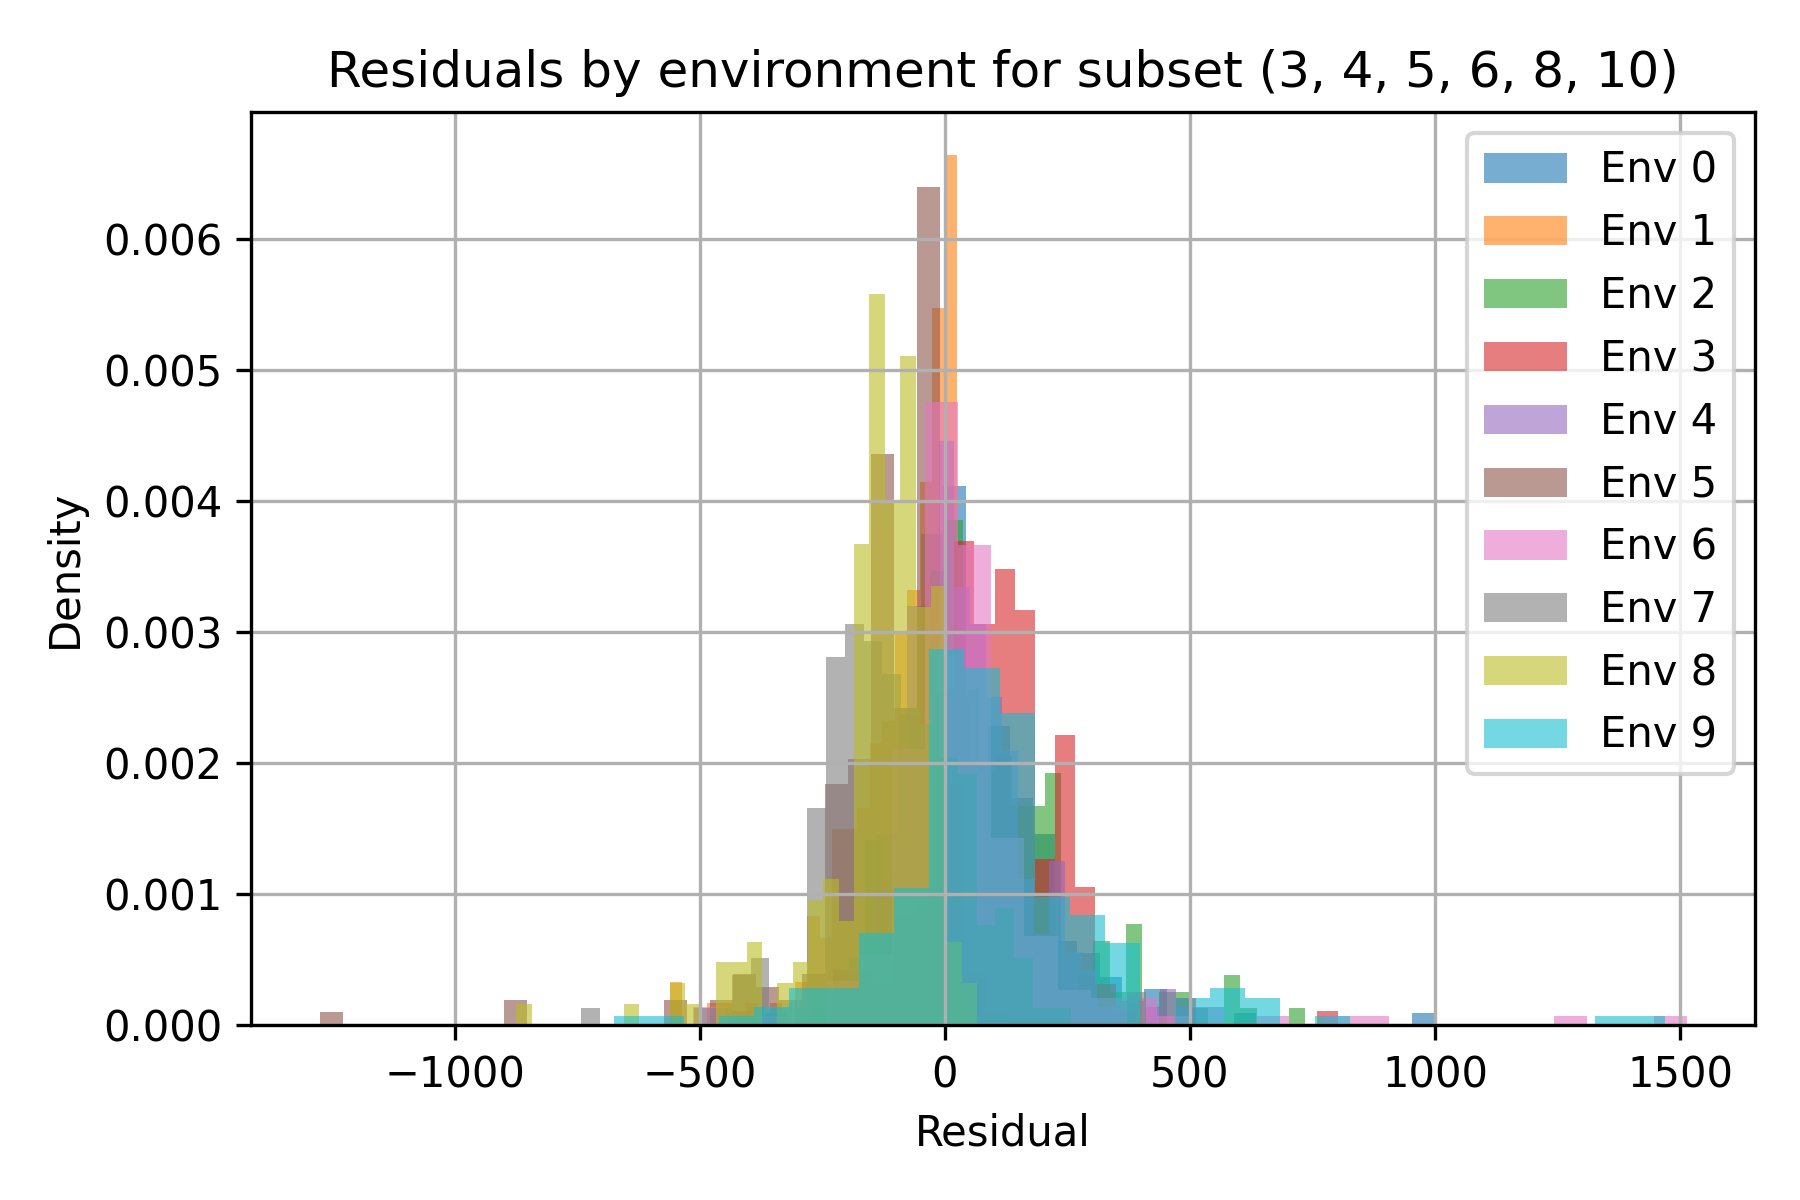 Residuals by environment for subset (3, 4, 5, 6, 8, 10)
Env 0
Env 1
Env 2
Env 3
Env 4
Env 5
Env 6
Env 7
Env 8
Env 9
Density
0.006
0.005
0.004
0.003
0.002
0.001
0.000
−1000 −500 0 500 1000 1500
Residual